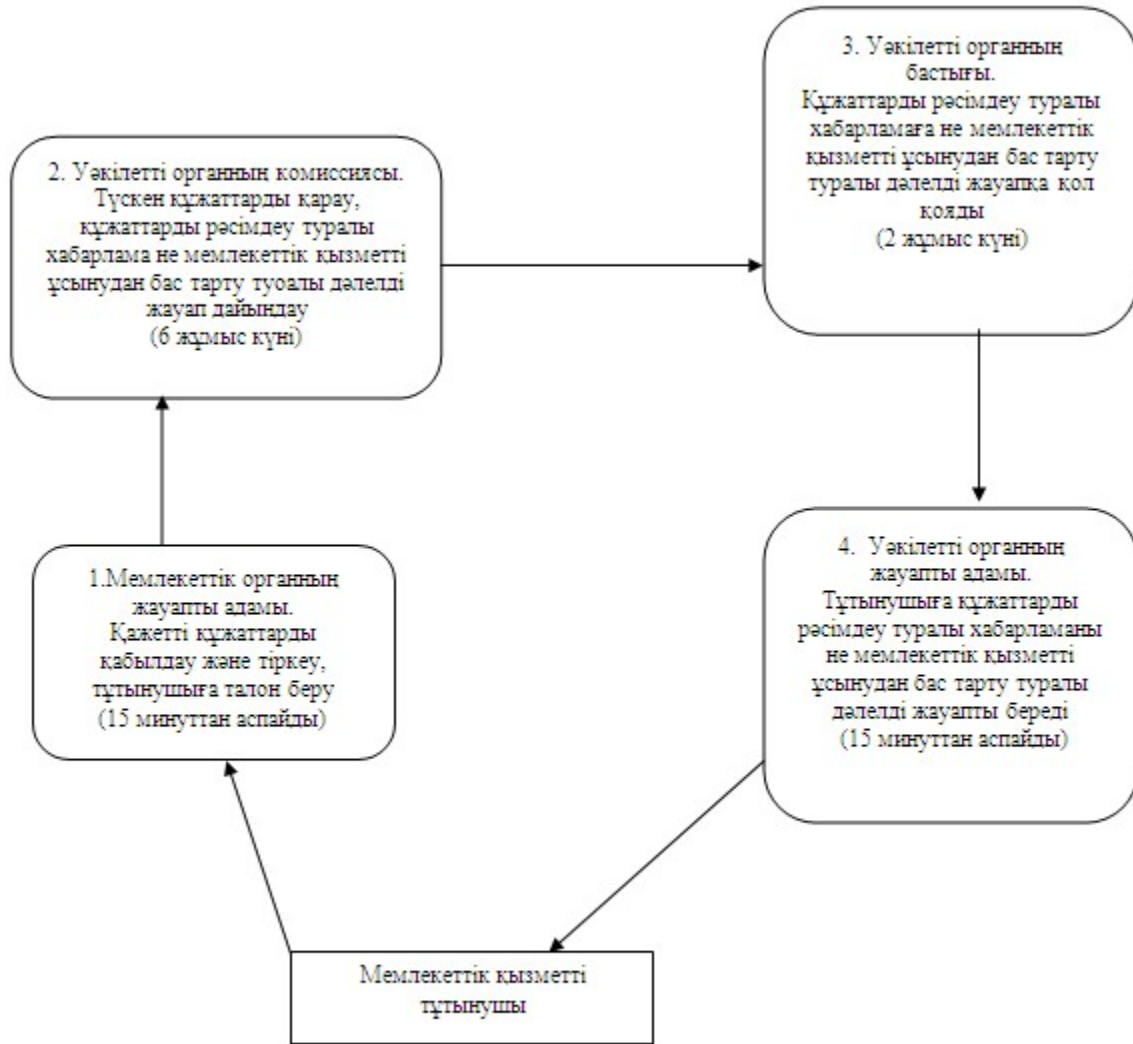 3. Уәкілетті органның
бастығы.
Құжаттарды рәсімдеу туралы
хабарламаға не мемлекеттік
қызметті ұсынудан бас тарту
туралы дәлелді жауапқа қол
қояды
(2 жұмыс күні)
2. Уәкілетті органның комиссиясы.
Түскен құжаттарды қарау,
құжаттарды рәсімдеу туралы
хабарлама не мемлекеттік қызметті
ұсынудан бас тарту туоалы дәлелді
жауап дайындау
(6 жұмыс күні)
1.Мемлекеттік органның
жауапты адамы.
Қажетті құжаттарды
қабылдау және тіркеу,
тұтынушыға талон беру
(15 минуттан аспайды)
4. Уәкілетті органның
жауапты адамы.
Тұтынушыға құжаттарды
рәсімдеу туралы хабарламаны
не мемлекеттік қызметті
ұсынудан бас тарту туралы
дәлелді жауапты береді
(15 минуттан аспайды)
Мемлекеттік қызметті
тұтынушы